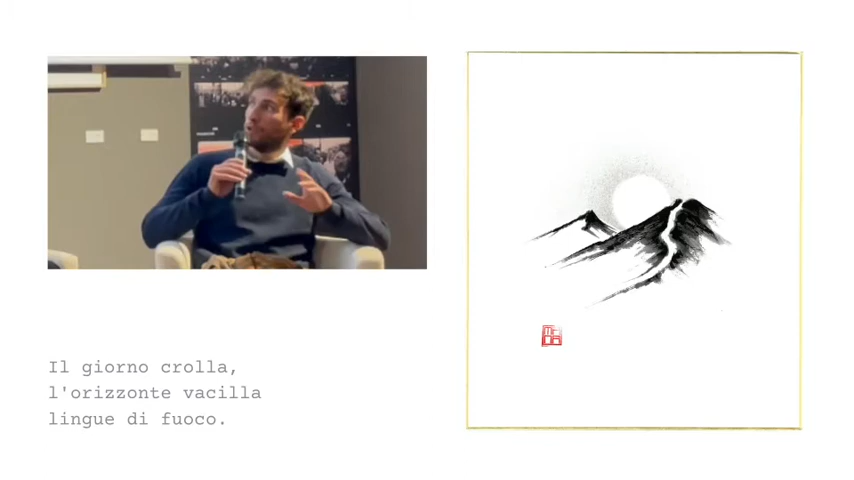 Il giorno crolla,
l'orizzonte vacilla
lingue di fuoco.